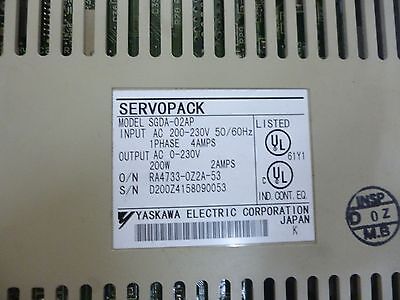 SERVOPACK
MODEL SGDA-02AP
INPUT AC 200-230V 50/60Hz
1PHASE 4AMPS
OUTPUT AC 0-230V
200W 2AMPS
O/N RA4733-0Z2A-53
S/N D200Z4158090053
LISTED
UL
61Y1
c UL
IND. CONT. EQ.
YASKAWA ELECTRIC CORPORATION
JAPAN
K
INSP
D 0Z
M.B